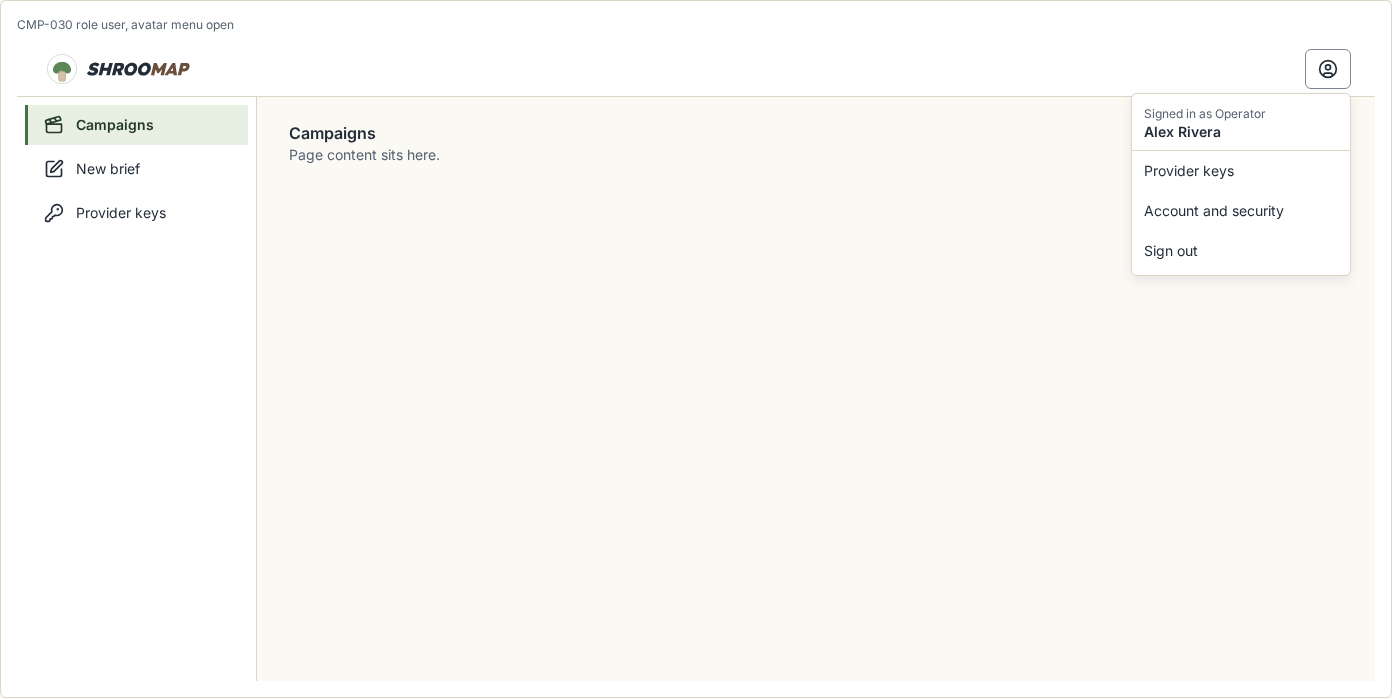 CMP-030 role user, avatar menu open
SHROOMAP
Campaigns
New brief
Provider keys
Campaigns
Page content sits here.
Signed in as Operator
Alex Rivera
Provider keys
Account and security
Sign out